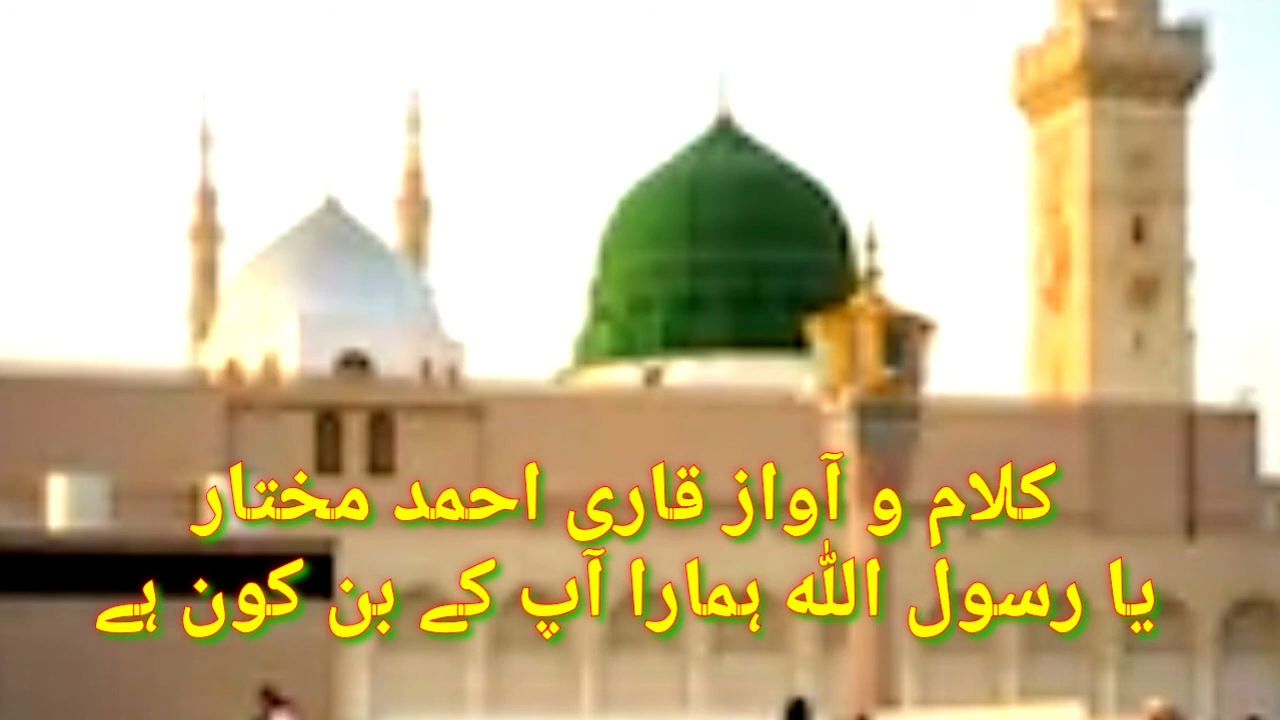 کلام و آواز قاری احمد مختار
یا رسول اللہ ہمارا آپ کے بن کون ہے